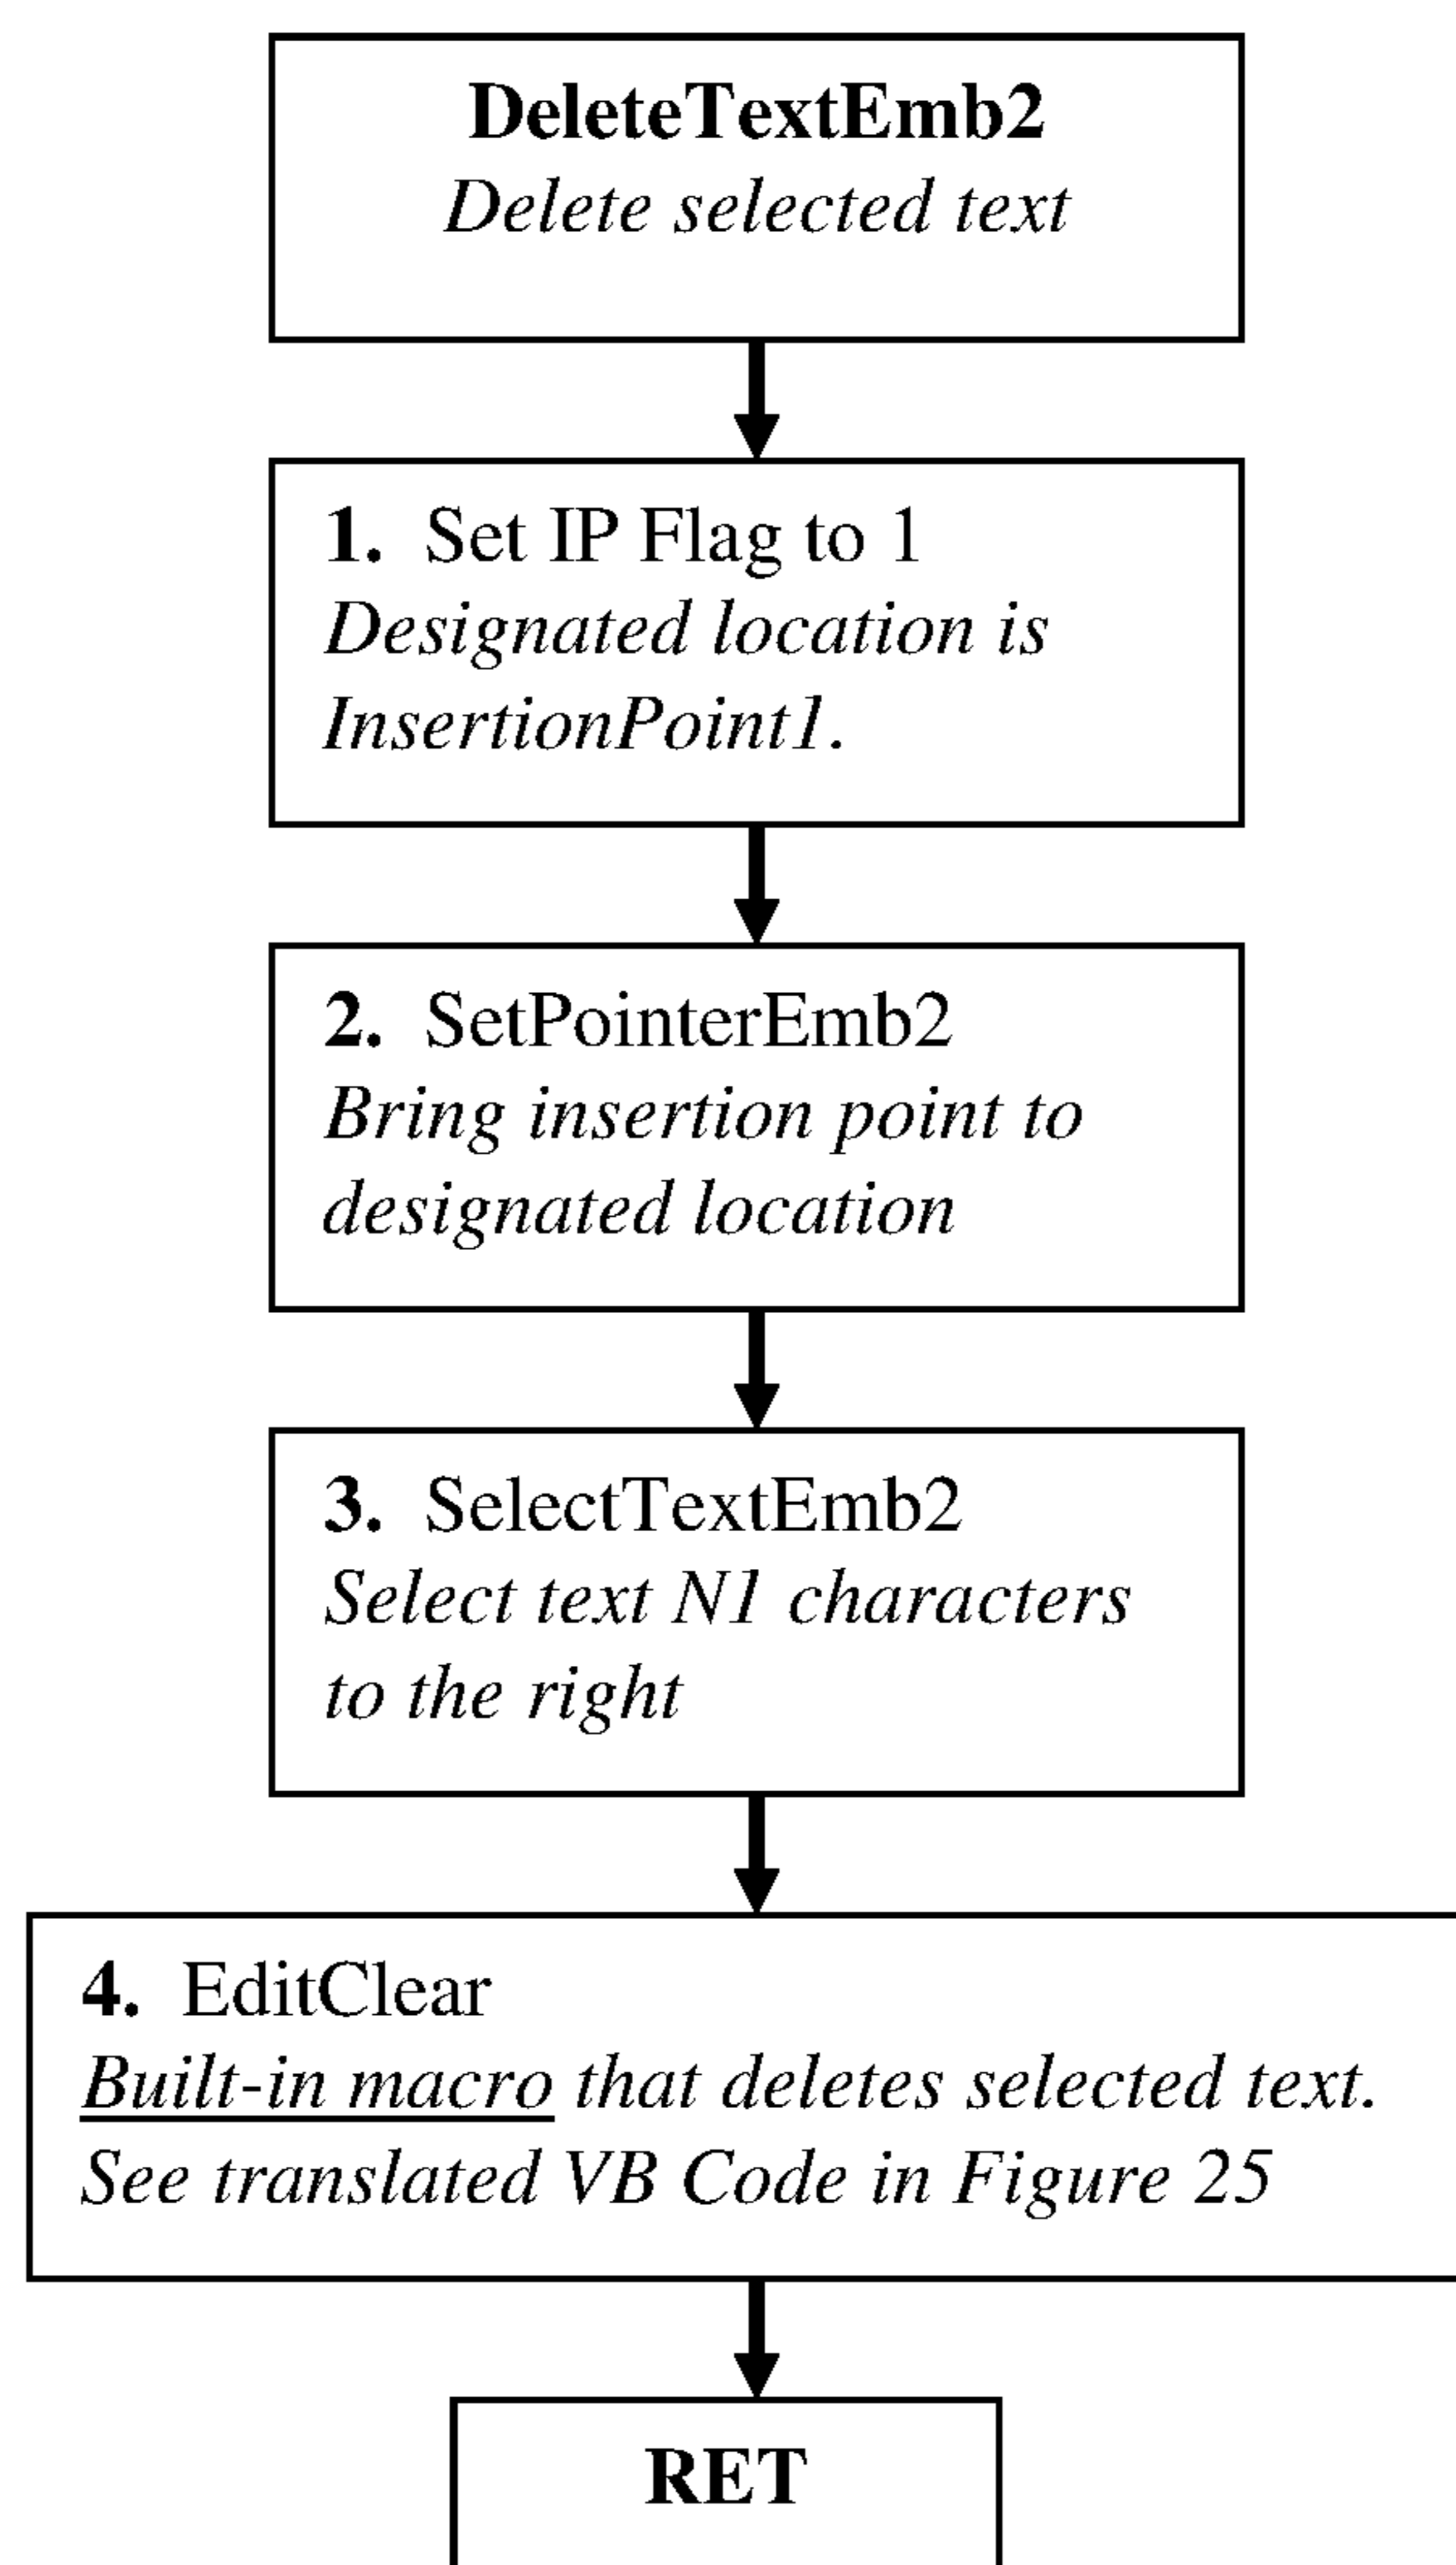 DeleteTextEmb2
Delete selected text
1. Set IP Flag to 1
Designated location is
InsertionPoint1.
2. SetPointerEmb2
Bring insertion point to
designated location
3. SelectTextEmb2
Select text N1 characters
to the right
4. EditClear
Built-in macro that deletes selected text.
See translated VB Code in Figure 25
RET